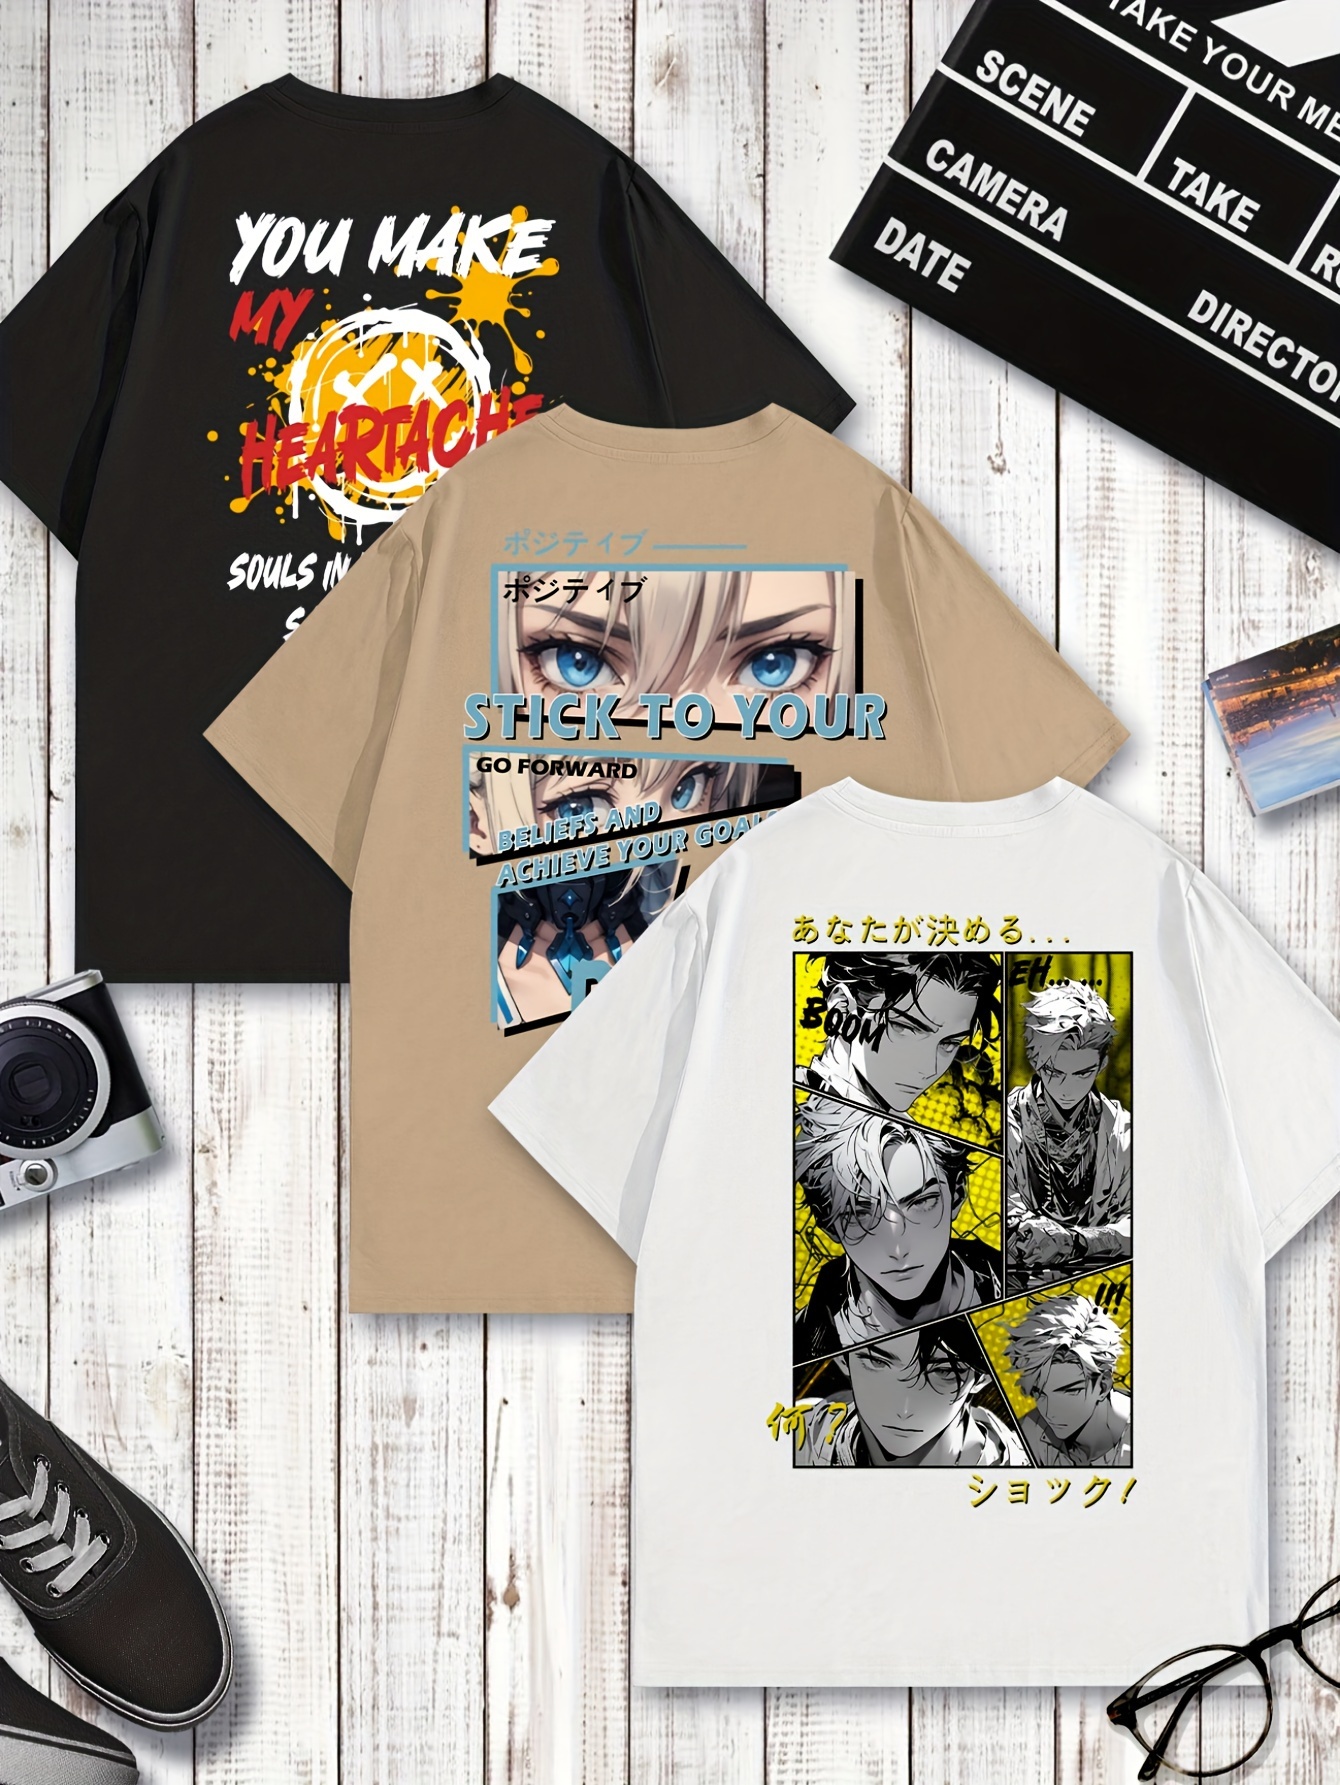 YOU MAKE
MY
HEARTACHE
SOULS IN
ポジティブ
ポジティブ
STICK TO YOUR
GO FORWARD
BELIEFS AND
ACHIEVE YOUR GOAL
あなたが決める...
BOOM
EH... ...
!!!
何?
ショック!
TAKE YOUR
SCENE
TAKE
CAMERA
DATE
DIRECTOR